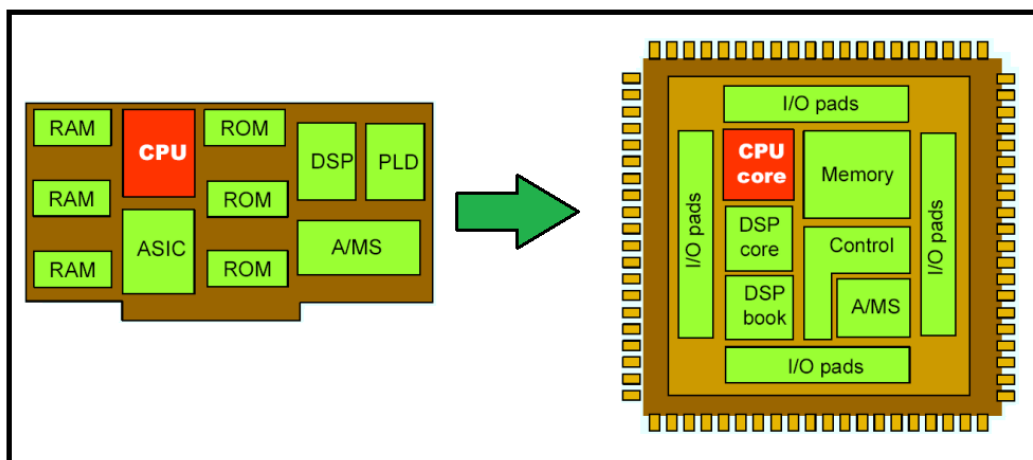 RAM
CPU
ROM
DSP
PLD
RAM
ROM
ASIC
A/MS
RAM
ROM
I/O pads
I/O pads
CPU
core
Memory
I/O pads
DSP
core
Control
DSP
book
A/MS
I/O pads